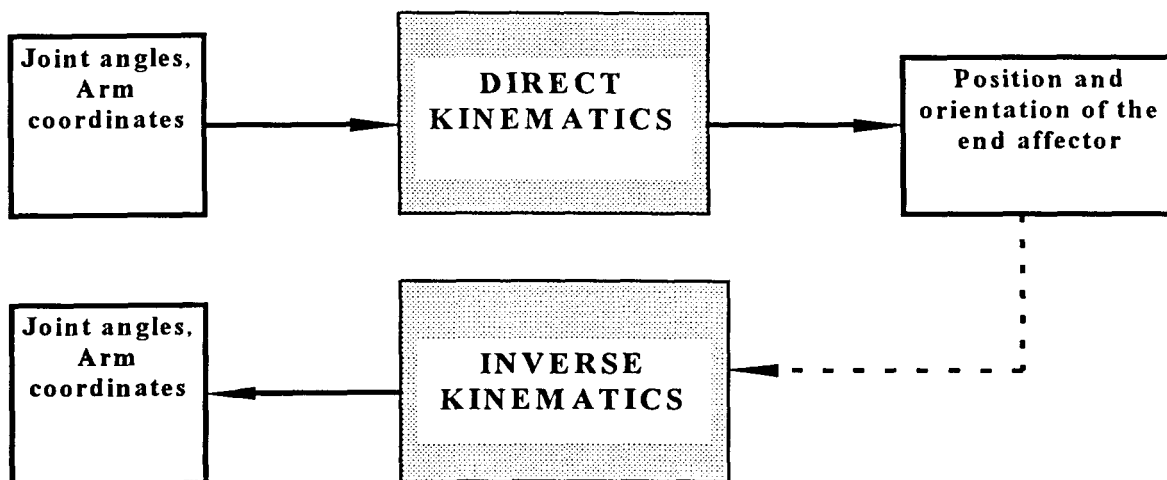 Joint angles,
Arm
coordinates
DIRECT
KINEMATICS
Position and
orientation of the
end affector
Joint angles,
Arm
coordinates
INVERSE
KINEMATICS